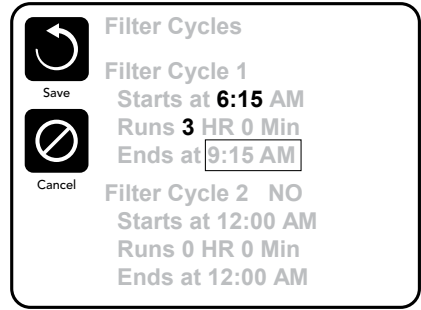 Filter Cycles
Save
Filter Cycle 1
Starts at 6:15 AM
Runs 3 HR 0 Min
Ends at 9:15 AM
Cancel
Filter Cycle 2 NO
Starts at 12:00 AM
Runs 0 HR 0 Min
Ends at 12:00 AM